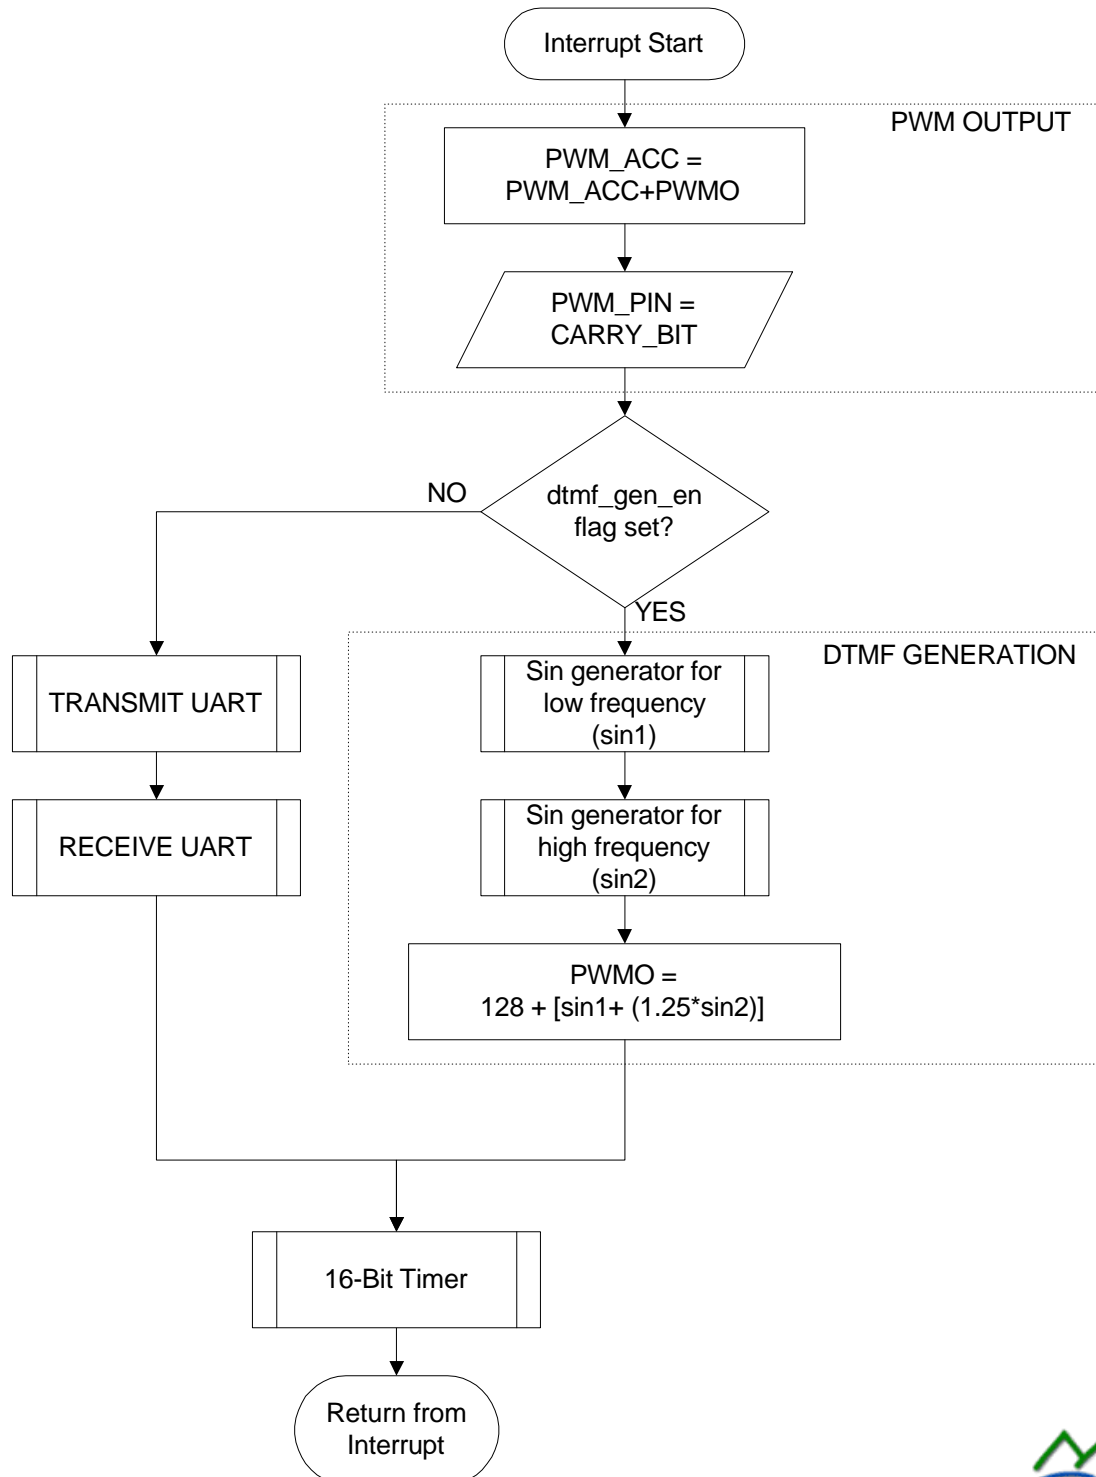 Interrupt Start
PWM OUTPUT
PWM_ACC =
PWM_ACC+PWMO
PWM_PIN =
CARRY_BIT
NO
dtmf_gen_en
flag set?
YES
DTMF GENERATION
TRANSMIT UART
Sin generator for
low frequency
(sin1)
RECEIVE UART
Sin generator for
high frequency
(sin2)
PWMO =
128 + [sin1+ (1.25*sin2)]
16-Bit Timer
Return from
Interrupt